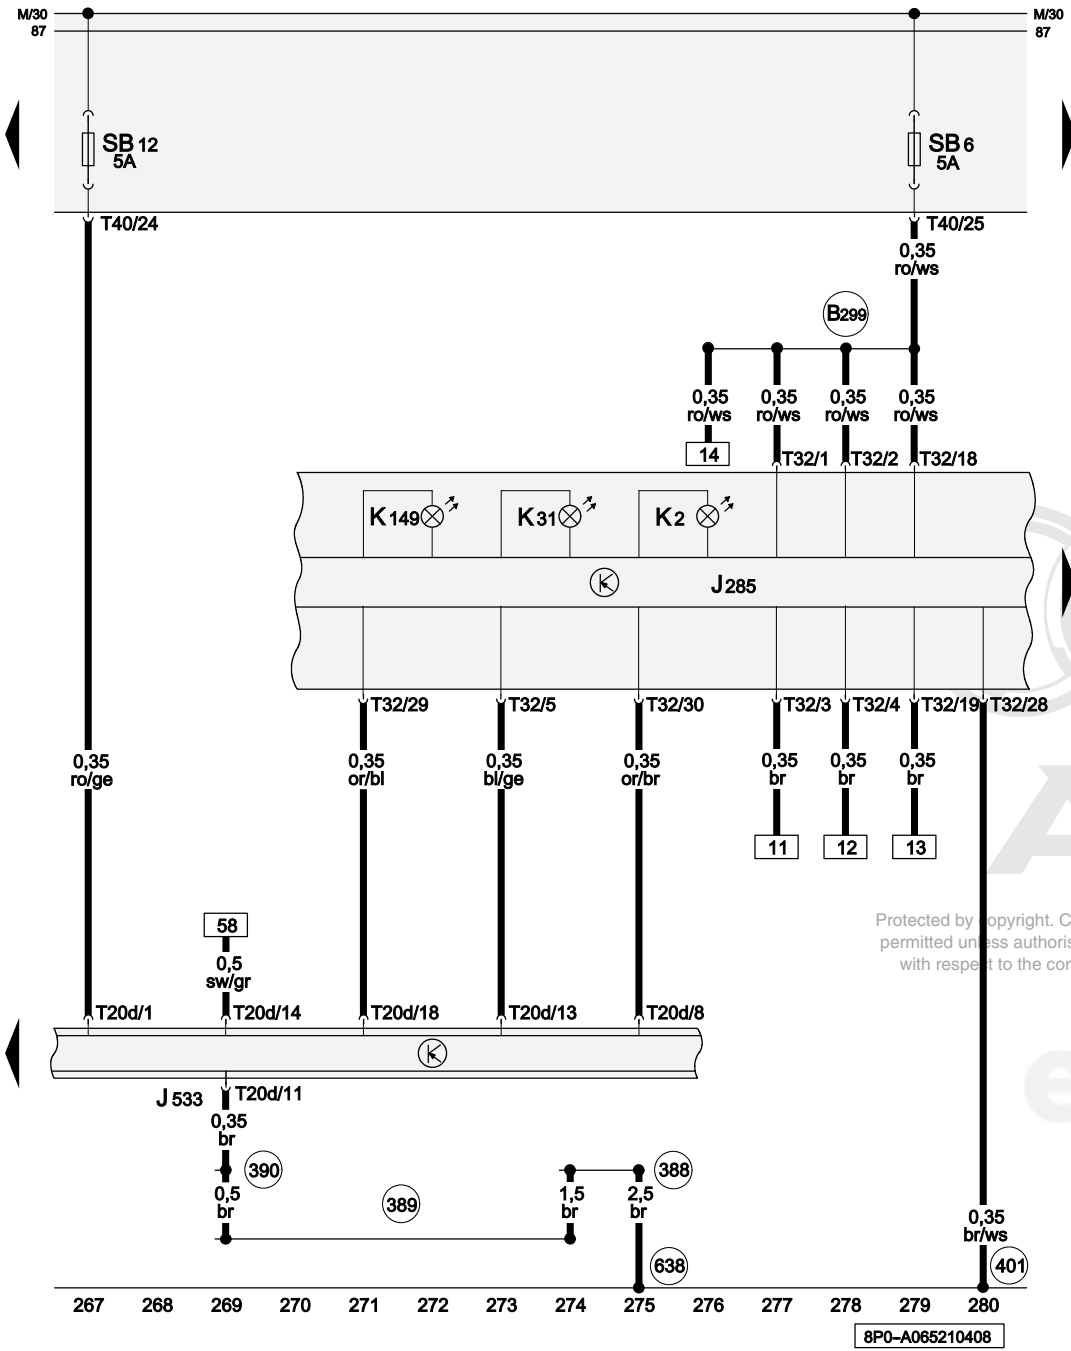 M/30
87
M/30
87
SB 12
5A
SB 6
5A
T40/24
T40/25
0,35
ro/ws
B299
0,35
ro/ws
0,35
ro/ws
0,35
ro/ws
0,35
ro/ws
14
T32/1
T32/2
T32/18
K 149
K 31
K 2
J 285
T32/29
T32/5
T32/30
T32/3
T32/4
T32/19
T32/28
0,35
ro/ge
0,35
or/bl
0,35
bl/ge
0,35
or/br
0,35
br
0,35
br
0,35
br
11
12
13
58
0,5
sw/gr
Protected by copyright. C
permitted unless authoris
with respect to the cor
T20d/1
T20d/14
T20d/18
T20d/13
T20d/8
J 533
T20d/11
0,35
br
390
388
0,5
br
389
1,5
br
2,5
br
0,35
br/ws
638
401
267 268 269 270 271 272 273 274 275 276 277 278 279 280
8P0-A065210408